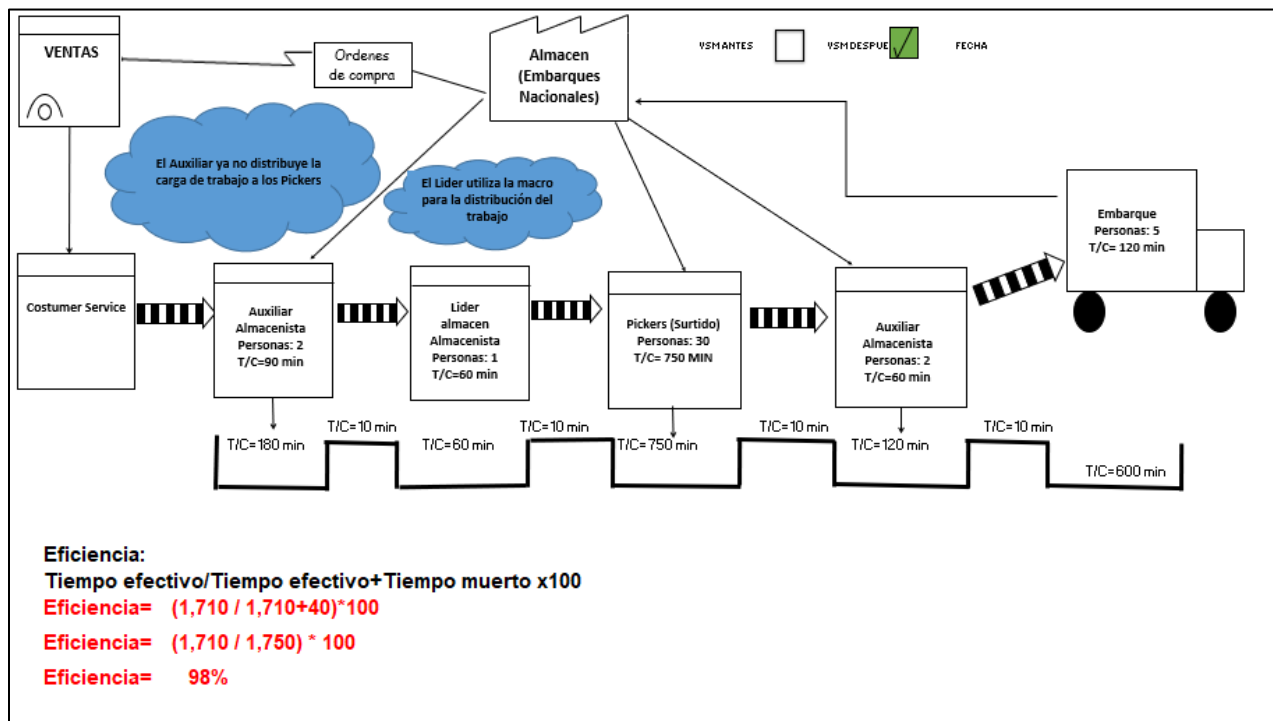 VENTAS
Ordenes
de compra
Almacen
(Embarques
Nacionales)
VSM ANTES
VSM DESPUE
FECHA
El Auxiliar ya no distribuye la
carga de trabajo a los Pickers
El Lider utiliza la macro
para la distribución del
trabajo
Embarque
Personas: 5
T/C= 120 min
Costumer Service
Auxiliar
Almacenista
Personas: 2
T/C=90 min
Lider
almacen
Almacenista
Personas: 1
T/C=60 min
Pickers (Surtido)
Personas: 30
T/C= 750 MIN
Auxiliar
Almacenista
Personas: 2
T/C=60 min
T/C=180 min
T/C=10 min
T/C=60 min
T/C=10 min
T/C=750 min
T/C=10 min
T/C=120 min
T/C=10 min
T/C=600 min
Eficiencia:
Tiempo efectivo/Tiempo efectivo+Tiempo muerto x100
Eficiencia= (1,710 / 1,710+40)*100
Eficiencia= (1,710 / 1,750) * 100
Eficiencia= 98%